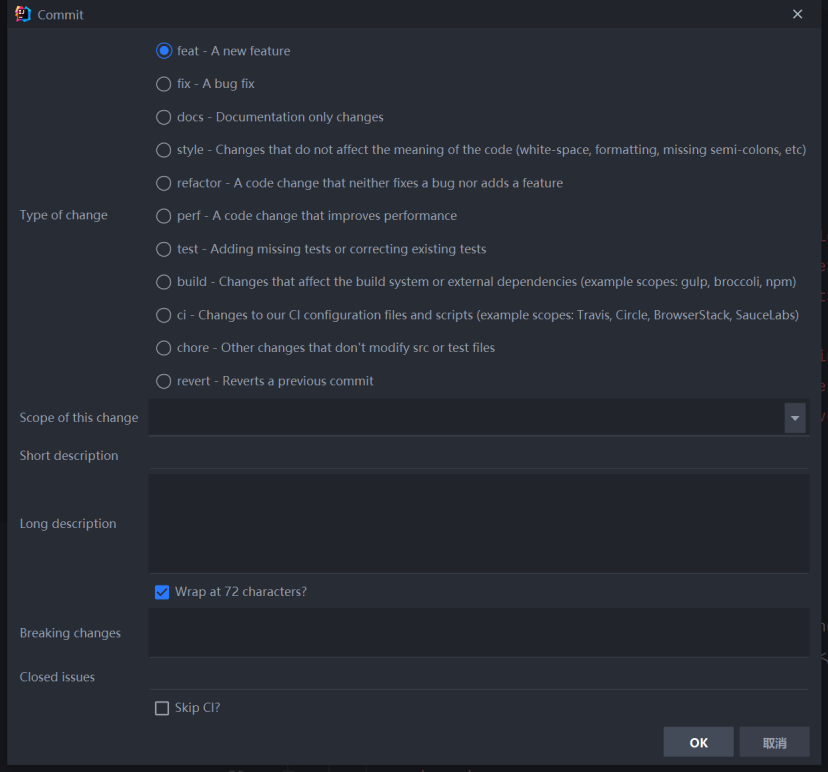 Commit
feat - A new feature
fix - A bug fix
docs - Documentation only changes
style - Changes that do not affect the meaning of the code (white-space, formatting, missing semi-colons, etc)
refactor - A code change that neither fixes a bug nor adds a feature
Type of change
perf - A code change that improves performance
test - Adding missing tests or correcting existing tests
build - Changes that affect the build system or external dependencies (example scopes: gulp, broccoli, npm)
ci - Changes to our CI configuration files and scripts (example scopes: Travis, Circle, BrowserStack, SauceLabs)
chore - Other changes that don't modify src or test files
revert - Reverts a previous commit
Scope of this change
Short description
Long description
Wrap at 72 characters?
Breaking changes
Closed issues
Skip CI?
OK
取消